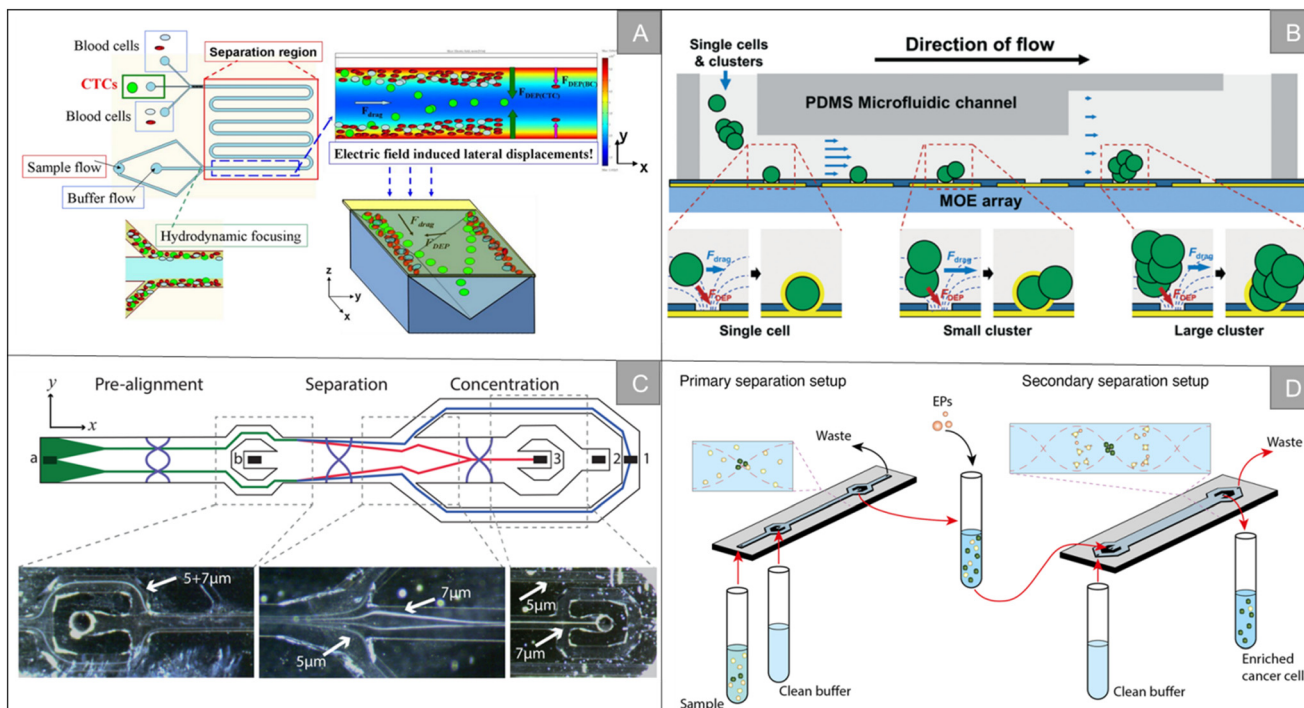 A
Blood cells
CTCs
Blood cells
Sample flow
Buffer flow
Hydrodynamic focusing
Separation region
F_DEP(CTC)
F_DEP(BC)
F_drag
y
x
Electric field induced lateral displacements!
F_drag
F_DEP
z
y
x
B
Single cells
& clusters
Direction of flow
PDMS Microfluidic channel
MOE array
F_drag
F_DEP
Single cell
F_drag
F_DEP
Small cluster
F_drag
F_DEP
Large cluster
C
y
x
Pre-alignment
Separation
Concentration
a
b
3
2
1
5+7μm
7μm
5μm
5μm
7μm
D
Primary separation setup
EPs
Waste
Sample
Clean buffer
Secondary separation setup
Waste
Clean buffer
Enriched
cancer cell